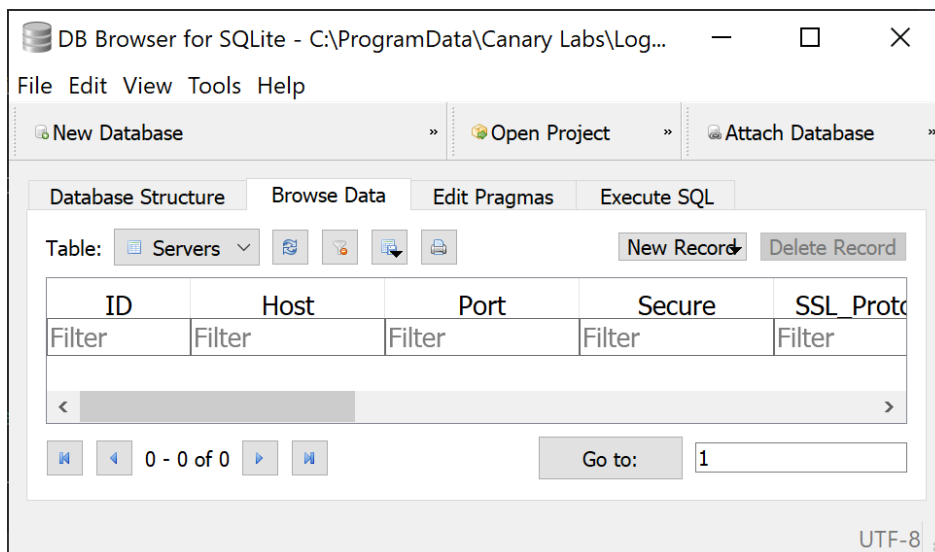 DB Browser for SQLite - C:\ProgramData\Canary Labs\Log...
File Edit View Tools Help
New Database » Open Project » Attach Database »
Database Structure Browse Data Edit Pragmas Execute SQL
Table: Servers New Record Delete Record
ID Host Port Secure SSL_Proto
Filter Filter Filter Filter Filter
0 - 0 of 0 Go to: 1
UTF-8